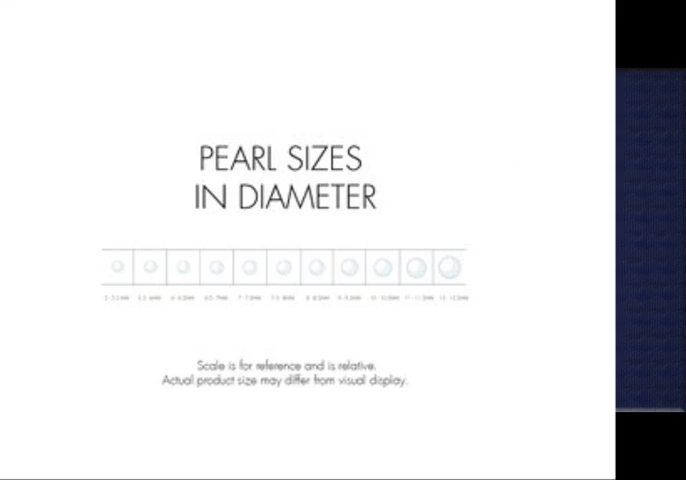 PEARL SIZES
IN DIAMETER
Scale is for reference and is relative.
Actual product size may differ from visual display.